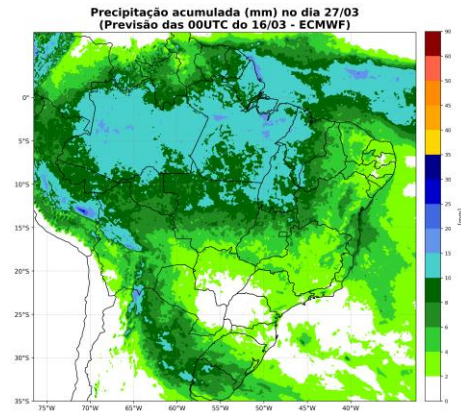 Precipitação acumulada (mm) no dia 27/03
(Previsão das 00UTC do 16/03 - ECMWF)
90
60
50
45
40
35
30
25
20
15
10
8
6
4
2
0
[mm]
0°
5°S
10°S
15°S
20°S
25°S
30°S
35°S
75°W
70°W
65°W
60°W
55°W
50°W
45°W
40°W